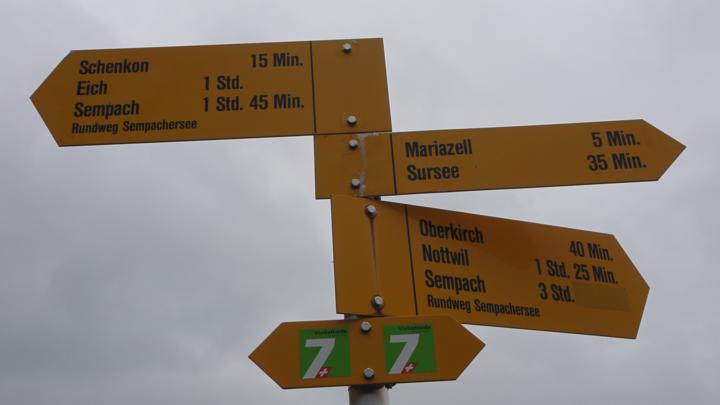 Schenkon 15 Min.
Eich 1 Std.
Sempach 1 Std. 45 Min.
Rundweg Sempachersee
Mariazell 5 Min.
Sursee 35 Min.
Oberkirch 40 Min.
Nottwil 1 Std. 25 Min.
Sempach 3 Std.
Rundweg Sempachersee
7 7